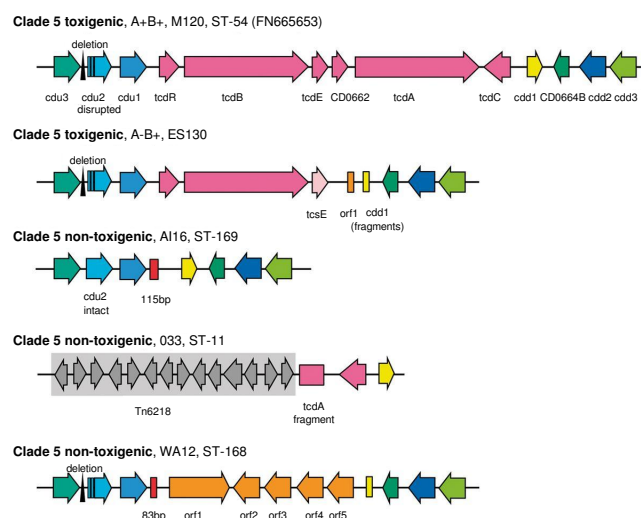 Clade 5 toxigenic, A+B+, M120, ST-54 (FN665653)
deletion
cdu3 cdu2 cdu1 tcdR tcdB tcdE CD0662 tcdA tcdC cdd1 CD0664B cdd2 cdd3
disrupted
Clade 5 toxigenic, A-B+, ES130
deletion
tcsE orf1 cdd1
(fragments)
Clade 5 non-toxigenic, AI16, ST-169
cdu2 115bp
intact
Clade 5 non-toxigenic, 033, ST-11
Tn6218 tcdA
fragment
Clade 5 non-toxigenic, WA12, ST-168
deletion
83bp orf1 orf2 orf3 orf4 orf5